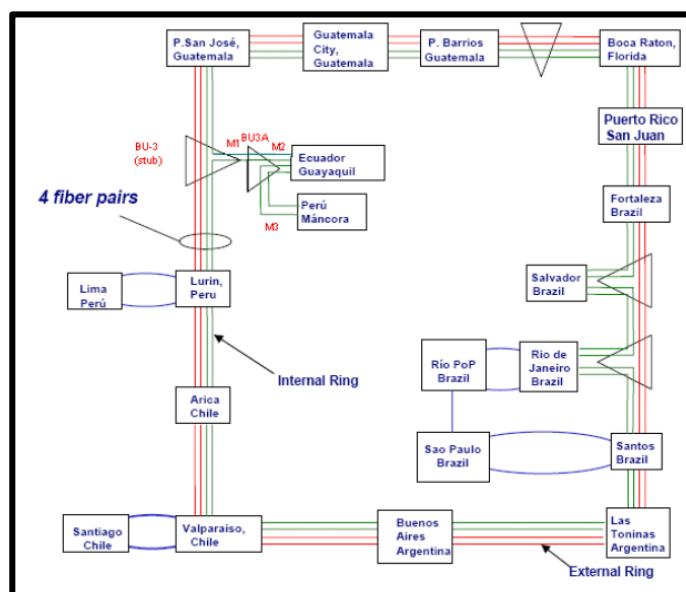 P.San José,
Guatemala
Guatemala
City,
Guatemala
P. Barrios
Guatemala
Boca Raton,
Florida
Puerto Rico
San Juan
BU-3
(stub)
M1
BU3A
M2
Ecuador
Guayaquil
4 fiber pairs
Perú
Máncora
M3
Fortaleza
Brazil
Lima
Perú
Lurin,
Peru
Salvador
Brazil
Internal Ring
Río PoP
Brazil
Rio de
Janeiro
Brazil
Arica
Chile
Sao Paulo
Brazil
Santos
Brazil
Santiago
Chile
Valparaiso,
Chile
Buenos
Aires
Argentina
Las
Toninas
Argentina
External Ring